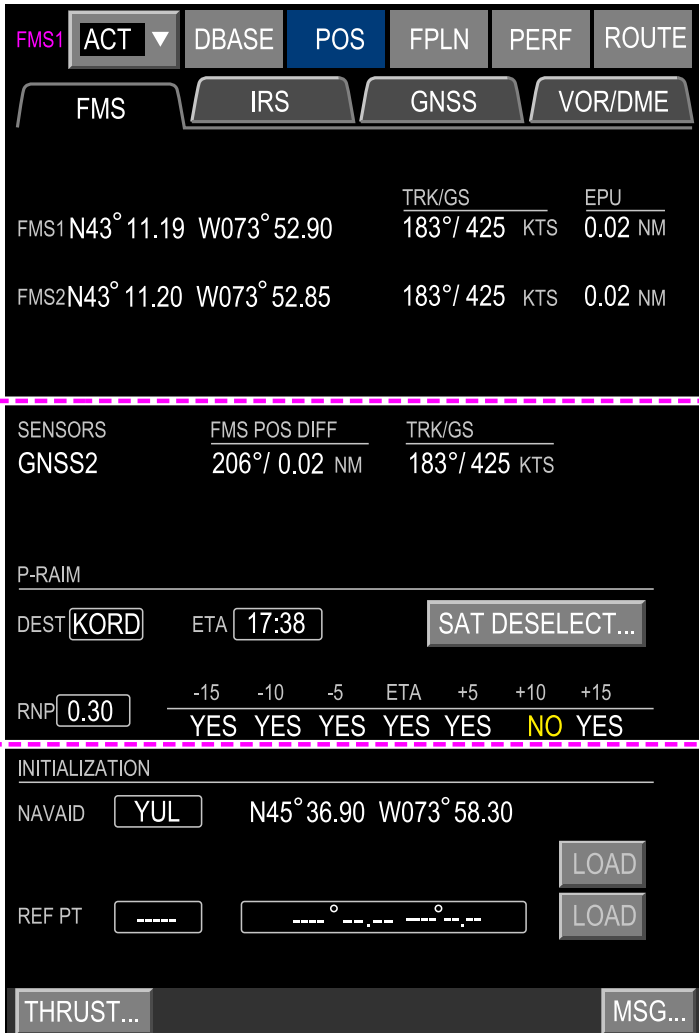 FMS1 ACT ▼ DBASE POS FPLN PERF ROUTE
FMS IRS GNSS VOR/DME
TRK/GS EPU
FMS1 N43° 11.19 W073° 52.90 183°/ 425 KTS 0.02 NM
FMS2 N43° 11.20 W073° 52.85 183°/ 425 KTS 0.02 NM
SENSORS FMS POS DIFF TRK/GS
GNSS2 206°/ 0.02 NM 183°/ 425 KTS
P-RAIM
DEST KORD ETA 17:38 SAT DESELECT...
-15 -10 -5 ETA +5 +10 +15
RNP 0.30 YES YES YES YES YES NO YES
INITIALIZATION
NAVAID YUL N45° 36.90 W073° 58.30
LOAD
REF PT ----- ----°--.-- ----°--.-- LOAD
THRUST... MSG...